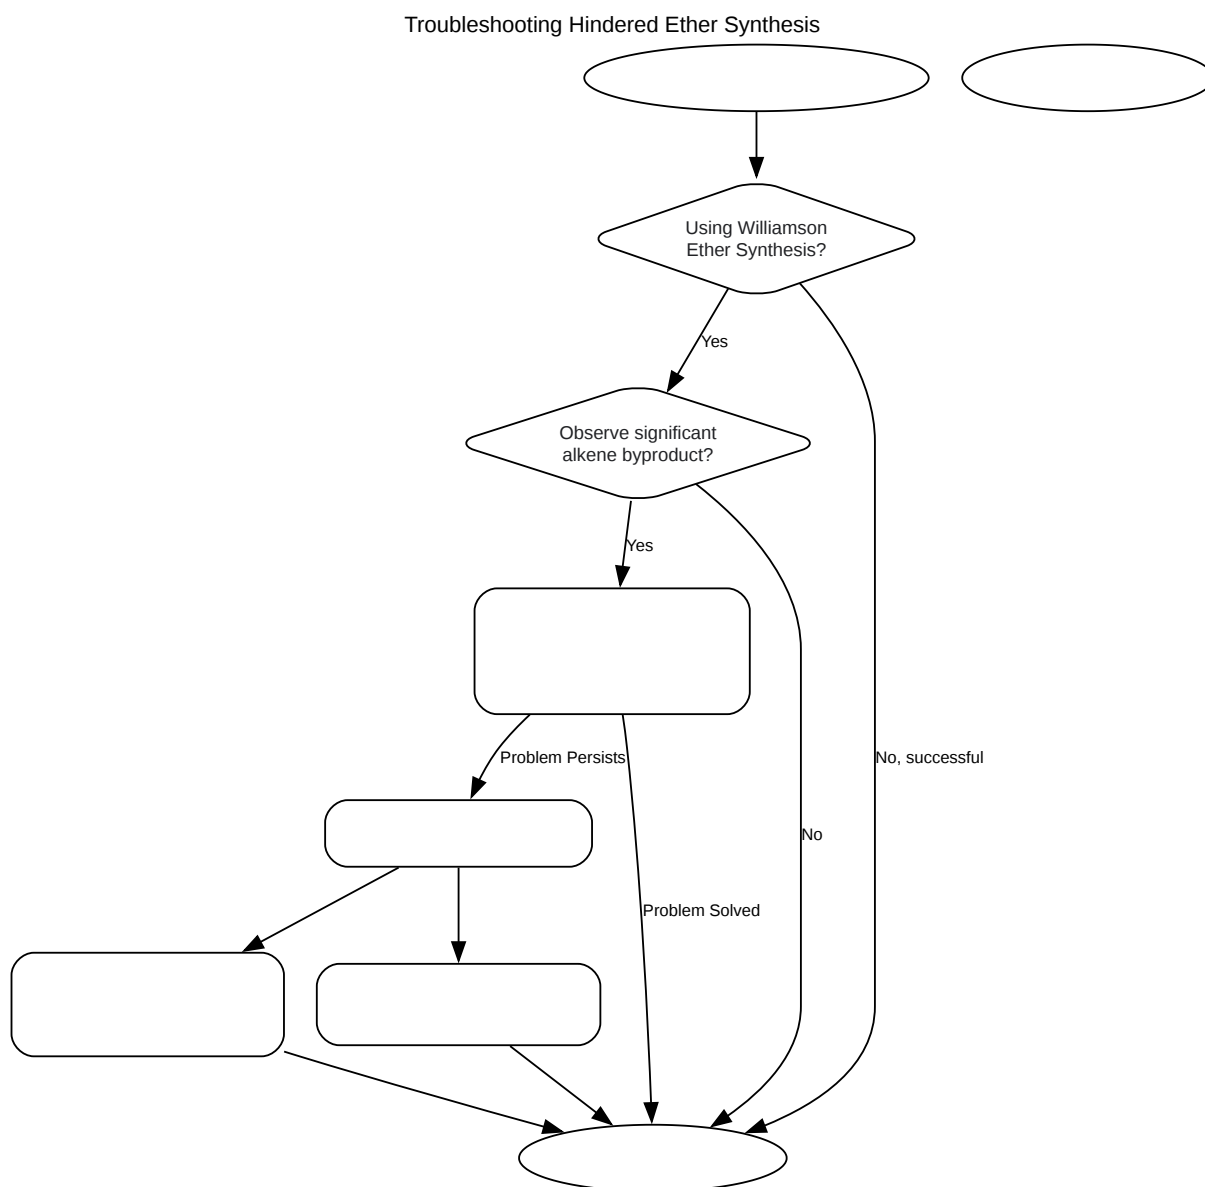 Troubleshooting Hindered Ether Synthesis
Using Williamson
Ether Synthesis?
Yes
Observe significant
alkene byproduct?
Yes
Problem Persists
No, successful
No
Problem Solved